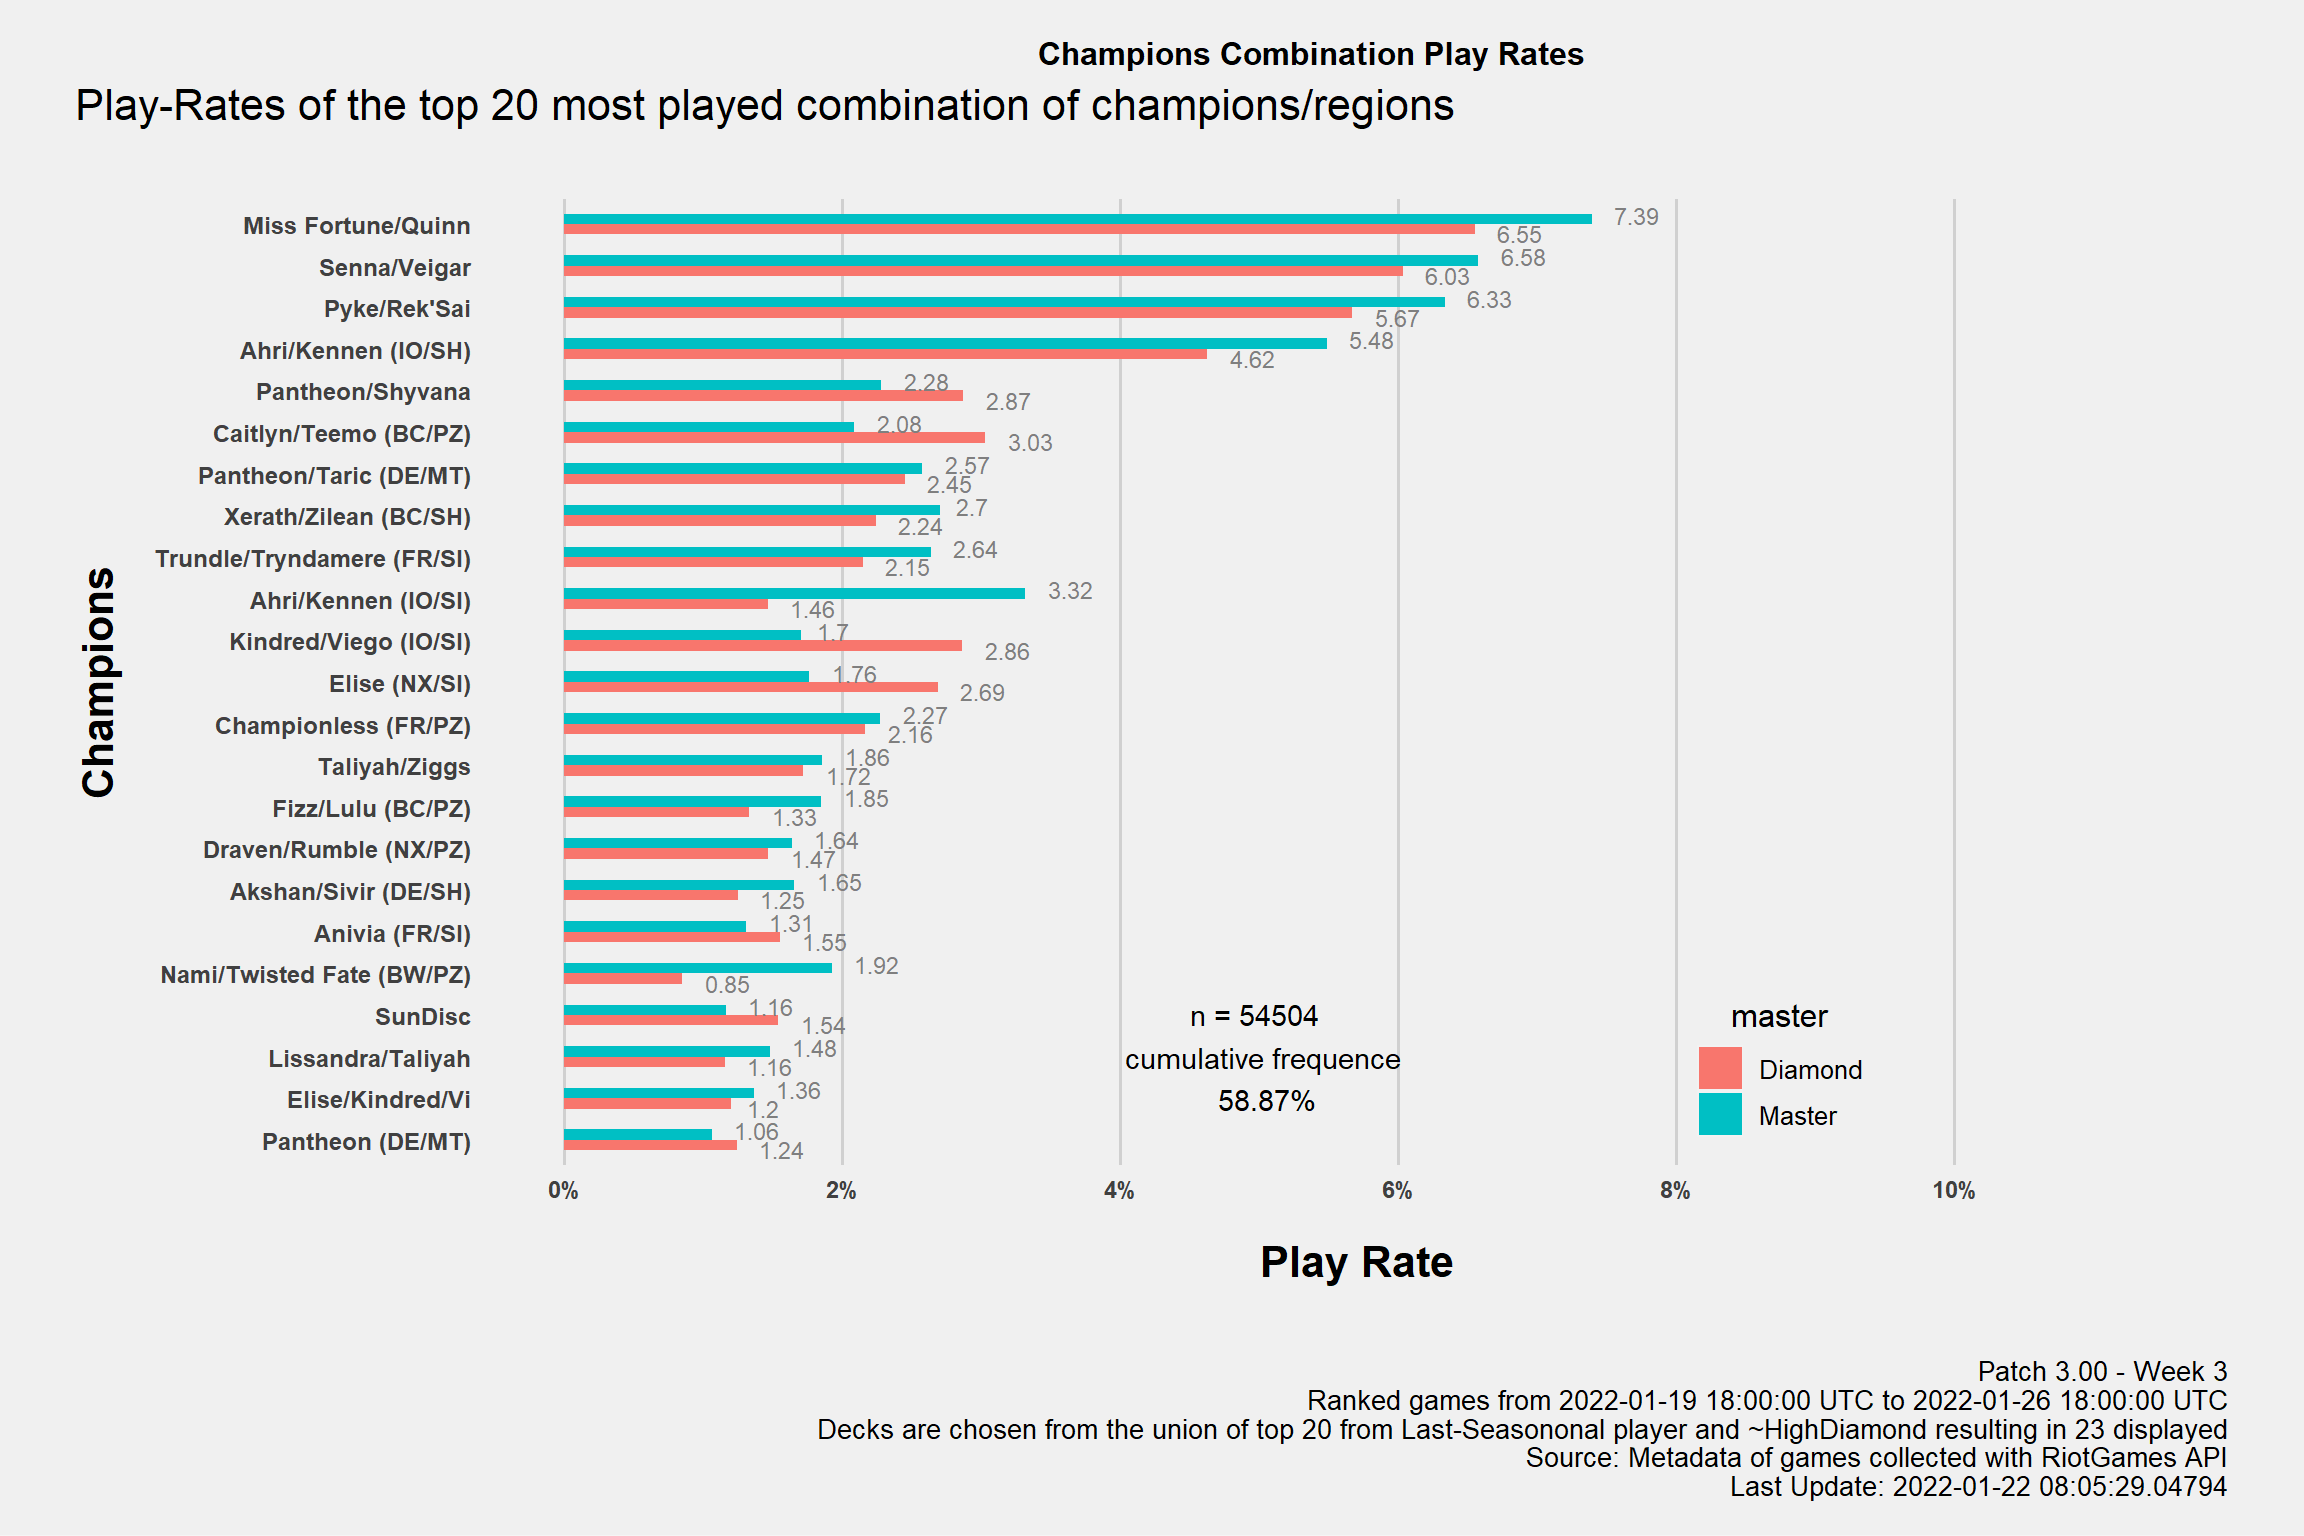 Champions Combination Play Rates
Play-Rates of the top 20 most played combination of champions/regions
Champions
Miss Fortune/Quinn 7.39 6.55
Senna/Veigar 6.58 6.03
Pyke/Rek'Sai 6.33 5.67
Ahri/Kennen (IO/SH) 5.48 4.62
Pantheon/Shyvana 2.28 2.87
Caitlyn/Teemo (BC/PZ) 2.08 3.03
Pantheon/Taric (DE/MT) 2.57 2.45
Xerath/Zilean (BC/SH) 2.7 2.24
Trundle/Tryndamere (FR/SI) 2.64 2.15
Ahri/Kennen (IO/SI) 3.32 1.46
Kindred/Viego (IO/SI) 1.7 2.86
Elise (NX/SI) 1.76 2.69
Championless (FR/PZ) 2.27 2.16
Taliyah/Ziggs 1.86 1.72
Fizz/Lulu (BC/PZ) 1.85 1.33
Draven/Rumble (NX/PZ) 1.64 1.47
Akshan/Sivir (DE/SH) 1.65 1.25
Anivia (FR/SI) 1.31 1.55
Nami/Twisted Fate (BW/PZ) 1.92 0.85
SunDisc 1.16 1.54
Lissandra/Taliyah 1.48 1.16
Elise/Kindred/Vi 1.36 1.2
Pantheon (DE/MT) 1.06 1.24
n = 54504
cumulative frequence
58.87%
master
Diamond
Master
0% 2% 4% 6% 8% 10%
Play Rate
Patch 3.00 - Week 3
Ranked games from 2022-01-19 18:00:00 UTC to 2022-01-26 18:00:00 UTC
Decks are chosen from the union of top 20 from Last-Seasononal player and ~HighDiamond resulting in 23 displayed
Source: Metadata of games collected with RiotGames API
Last Update: 2022-01-22 08:05:29.04794